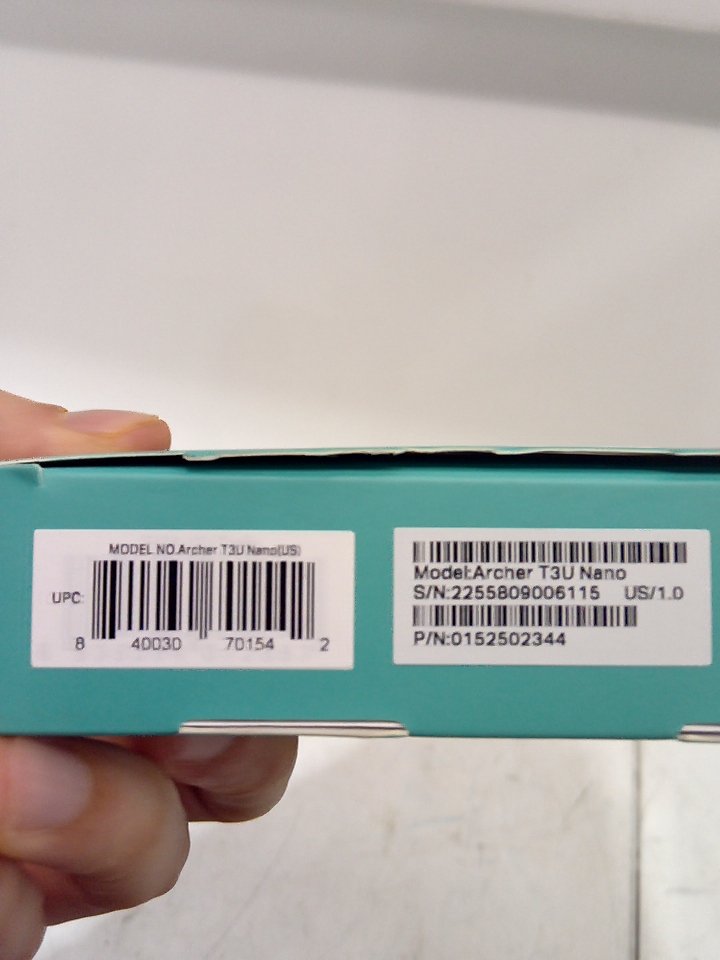 MODEL NO.Archer T3U Nano(US)
UPC:
8 40030 70154 2
Model:Archer T3U Nano
S/N:2255809006115 US/1.0
P/N:0152502344